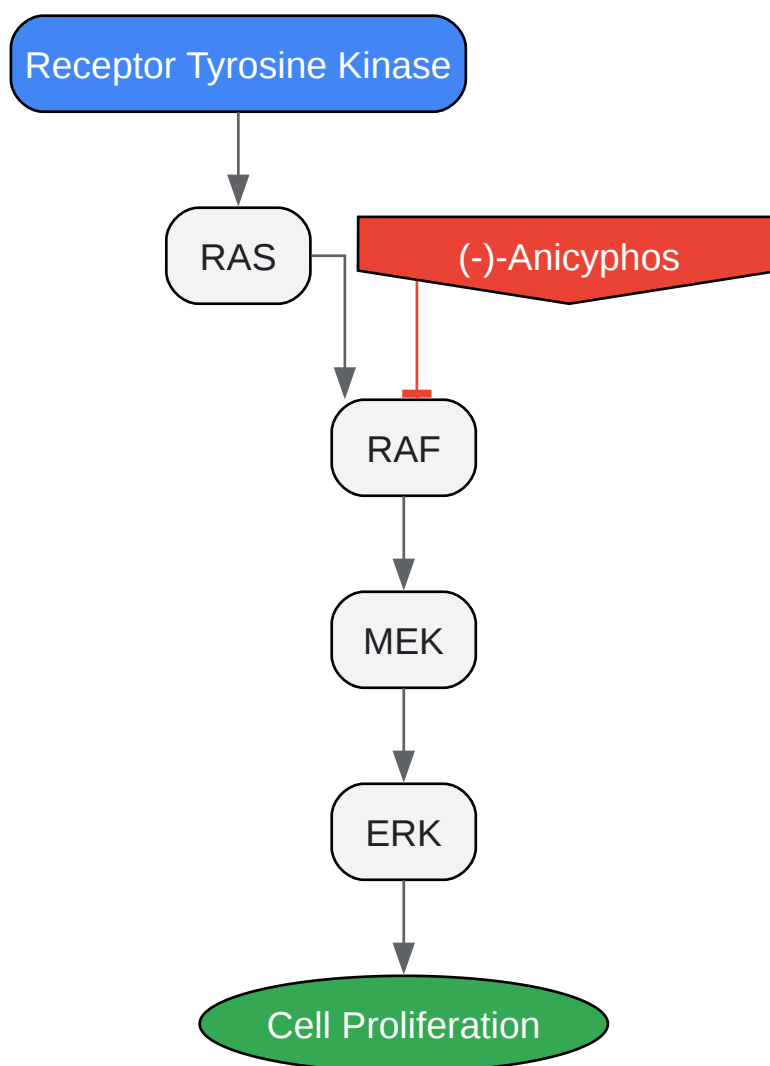 Receptor Tyrosine Kinase
RAS
(-)-Anicyphos
RAF
MEK
ERK
Cell Proliferation